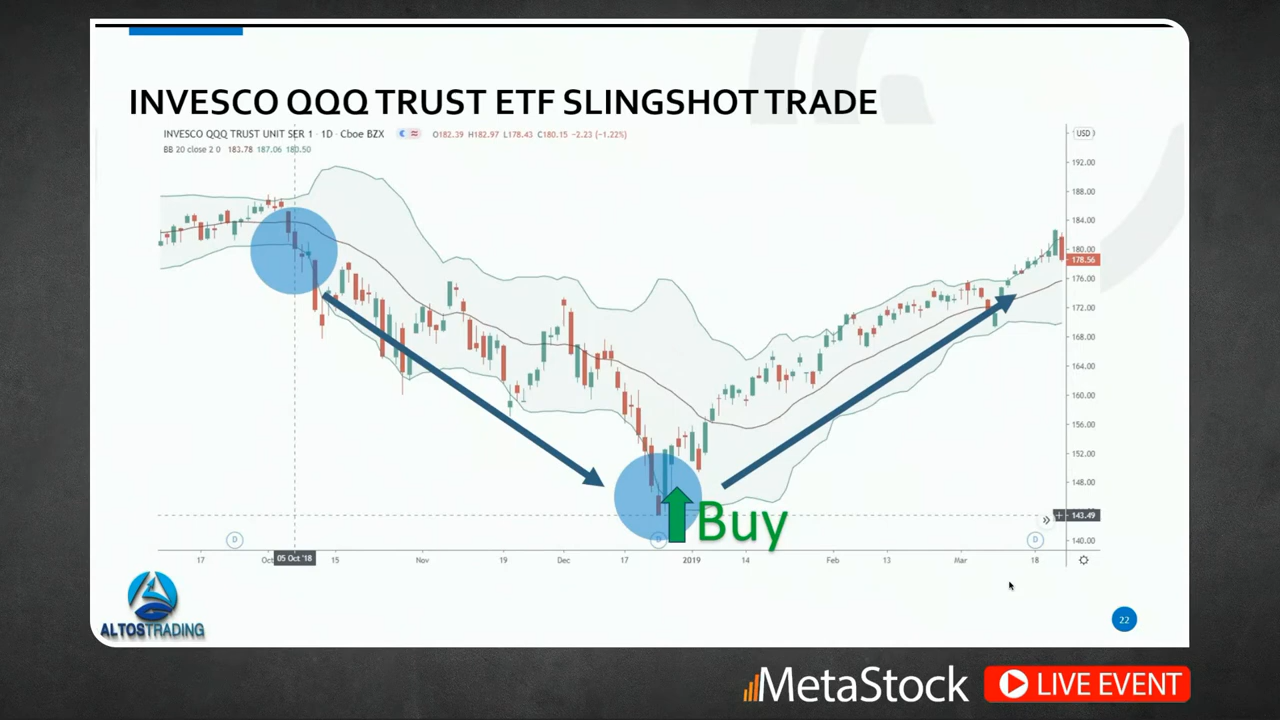 INVESCO QQQ TRUST ETF SLINGSHOT TRADE
INVESCO QQQ TRUST UNIT SER 1 · 1D · Cboe BZX O182.39 H182.97 L178.43 C180.15 −2.23 (−1.22%)
BB 20 close 2 0 183.78 187.06 180.50
USD
192.00
188.00
184.00
180.00
178.56
176.00
172.00
168.00
164.00
160.00
156.00
152.00
148.00
143.49
140.00
Buy
D D D
17 Oct 05 Oct '18 15 Nov 19 Dec 17 2019 14 Feb 13 Mar 18
ALTOSTRADING
22
MetaStock LIVE EVENT